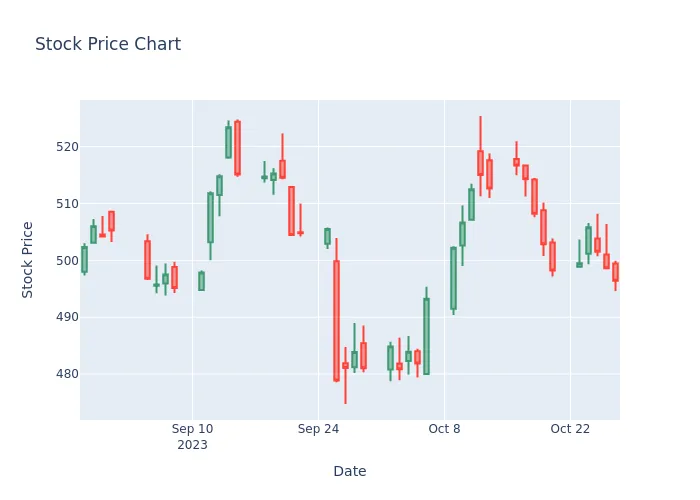 Stock Price Chart
Stock Price
520
510
500
490
480
Sep 10
2023
Sep 24
Oct 8
Oct 22
Date